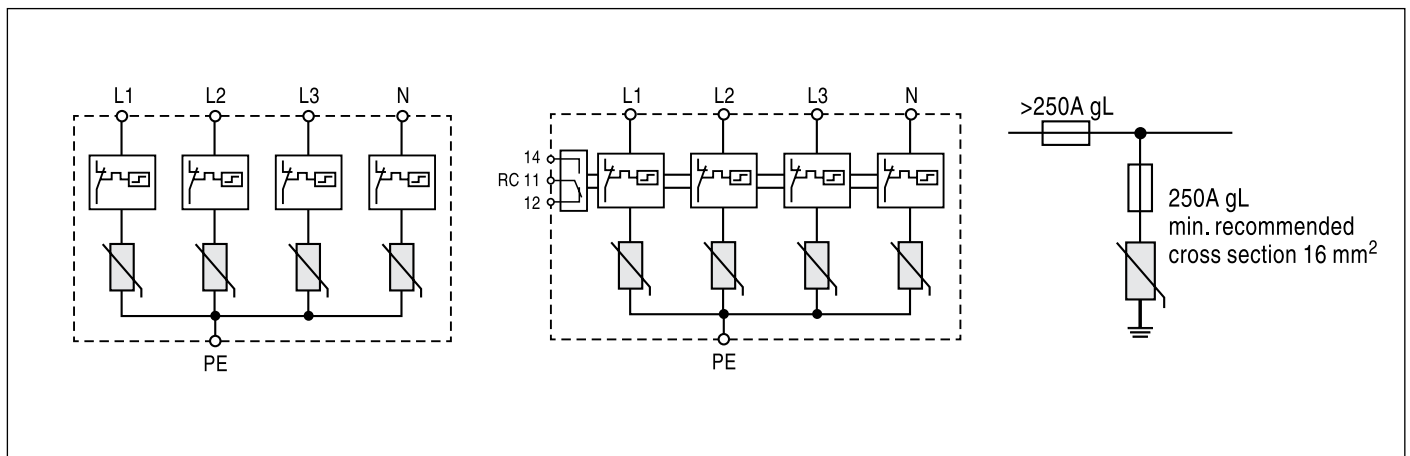 L1 L2 L3 N
PE
L1 L2 L3 N
14
RC 11
12
PE
>250A gL
250A gL
min. recommended
cross section 16 mm²